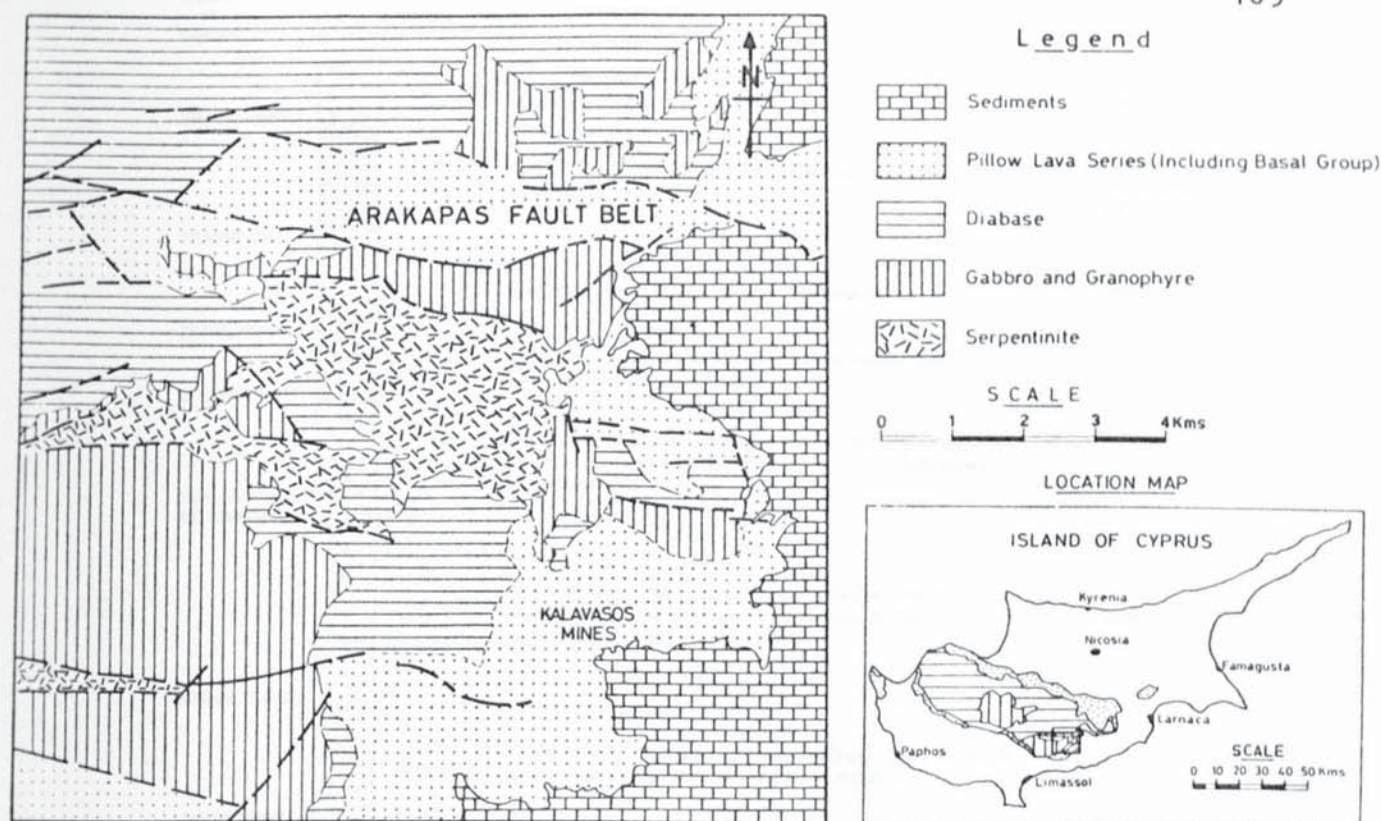 Legend
Sediments
Pillow Lava Series (Including Basal Group)
Diabase
Gabbro and Granophyre
Serpentinite
SCALE
0 1 2 3 4 Kms
LOCATION MAP
ISLAND OF CYPRUS
Kyrenia
Nicosia
Famagusta
Larnaca
Paphos
Limassol
SCALE
0 10 20 30 40 50 Kms
N
ARAKAPAS FAULT BELT
KALAVASOS
MINES